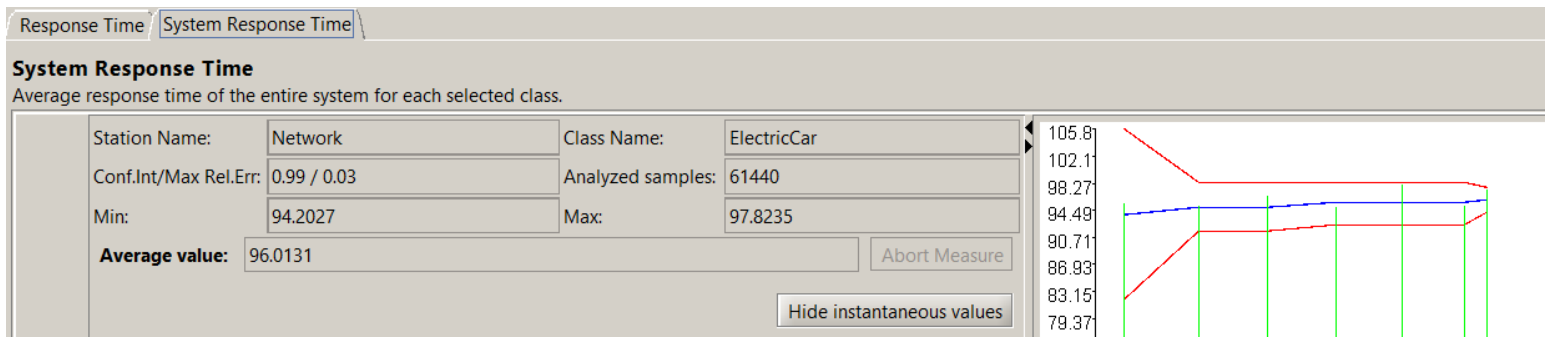 Response Time System Response Time
System Response Time
Average response time of the entire system for each selected class.
Station Name: Network Class Name: ElectricCar
Conf.Int/Max Rel.Err: 0.99 / 0.03 Analyzed samples: 61440
Min: 94.2027 Max: 97.8235
Average value: 96.0131 Abort Measure
Hide instantaneous values
105.8
102.1
98.27
94.49
90.71
86.93
83.15
79.37